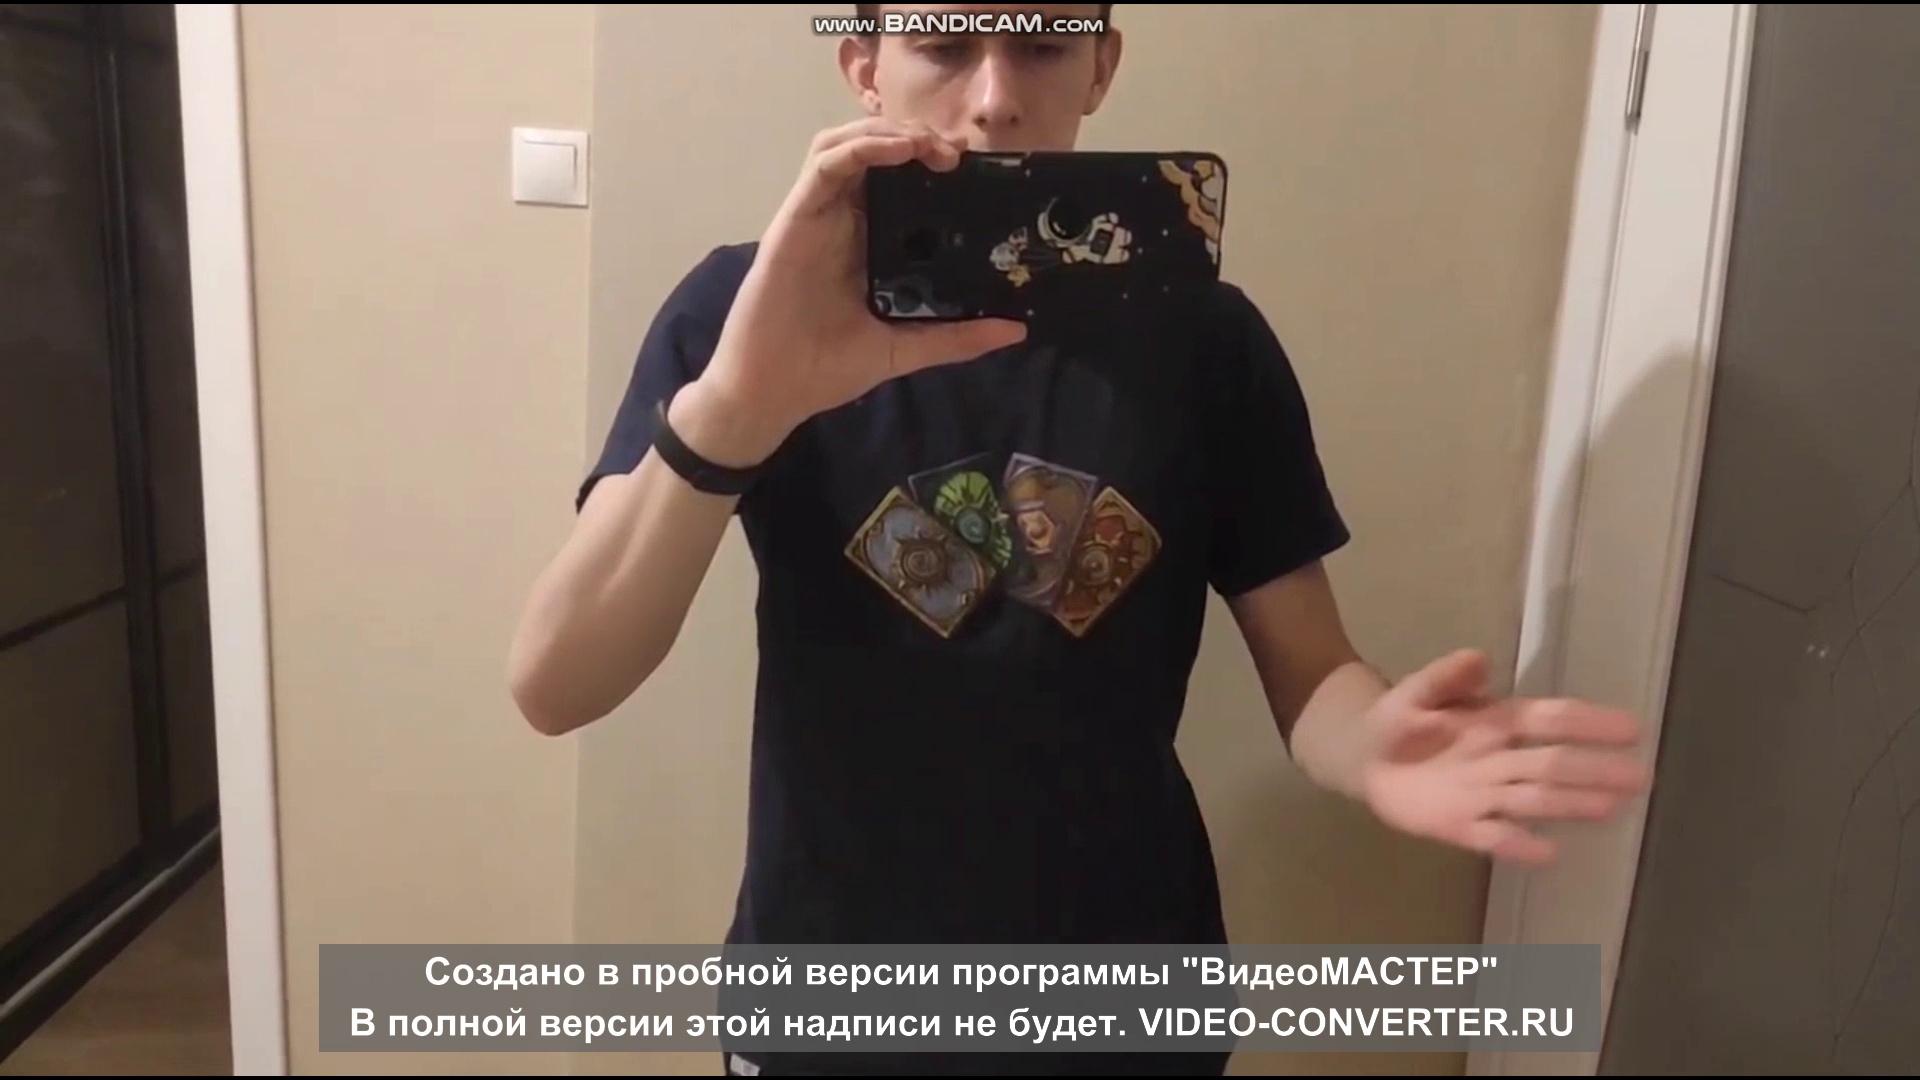 www.BANDICAM.com
Создано в пробной версии программы "ВидеоМАСТЕР"
В полной версии этой надписи не будет. VIDEO-CONVERTER.RU